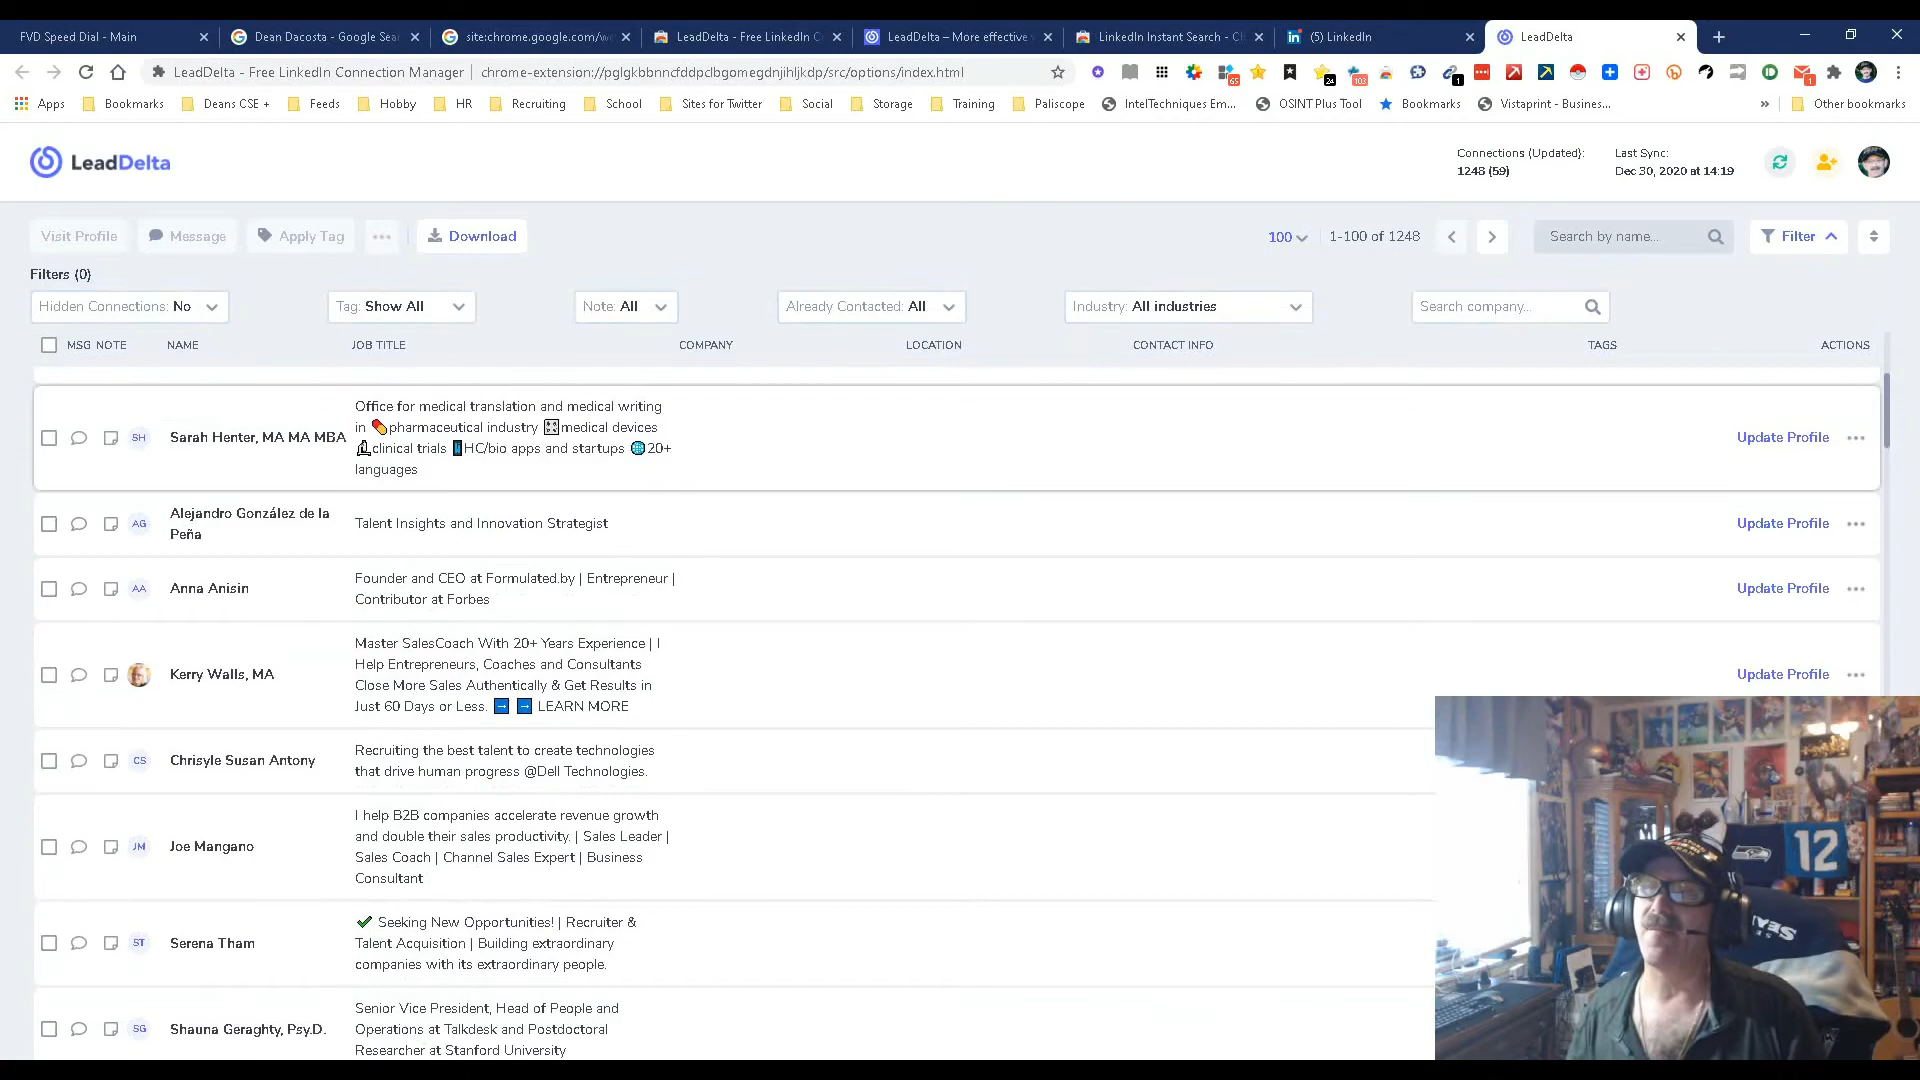 FVD Speed Dial - Main
Dean Dacosta - Google Sea
site:chrome.google.com/w
LeadDelta - Free LinkedIn C
LeadDelta – More effective
LinkedIn Instant Search - C
(5) LinkedIn
LeadDelta
LeadDelta - Free LinkedIn Connection Manager | chrome-extension://pglgkbbnncfddpclbgomegdnjihljkdp/src/options/index.html
65
24
103
1
1
Apps
Bookmarks
Deans CSE +
Feeds
Hobby
HR
Recruiting
School
Sites for Twitter
Social
Storage
Training
Paliscope
IntelTechniques Em...
OSINT Plus Tool
Bookmarks
Vistaprint - Busines...
»
Other bookmarks
LeadDelta
Connections (Updated):
1248 (59)
Last Sync:
Dec 30, 2020 at 14:19
Visit Profile
Message
Apply Tag
Download
100
1-100 of 1248
Search by name...
Filter
Filters (0)
Hidden Connections: No
Tag: Show All
Note: All
Already Contacted: All
Industry: All industries
Search company...
MSG NOTE NAME JOB TITLE COMPANY LOCATION CONTACT INFO TAGS ACTIONS
SH
Sarah Henter, MA MA MBA
Office for medical translation and medical writing
in 💊pharmaceutical industry 🎛medical devices
🔬clinical trials 📱HC/bio apps and startups 🌐20+
languages
Update Profile
AG
Alejandro González de la
Peña
Talent Insights and Innovation Strategist
Update Profile
AA
Anna Anisin
Founder and CEO at Formulated.by | Entrepreneur |
Contributor at Forbes
Update Profile
Kerry Walls, MA
Master SalesCoach With 20+ Years Experience | I
Help Entrepreneurs, Coaches and Consultants
Close More Sales Authentically & Get Results in
Just 60 Days or Less. ➡ ➡ LEARN MORE
Update Profile
CS
Chrisyle Susan Antony
Recruiting the best talent to create technologies
that drive human progress @Dell Technologies.
JM
Joe Mangano
I help B2B companies accelerate revenue growth
and double their sales productivity. | Sales Leader |
Sales Coach | Channel Sales Expert | Business
Consultant
ST
Serena Tham
✔ Seeking New Opportunities! | Recruiter &
Talent Acquisition | Building extraordinary
companies with its extraordinary people.
SG
Shauna Geraghty, Psy.D.
Senior Vice President, Head of People and
Operations at Talkdesk and Postdoctoral
Researcher at Stanford University
12
SEA